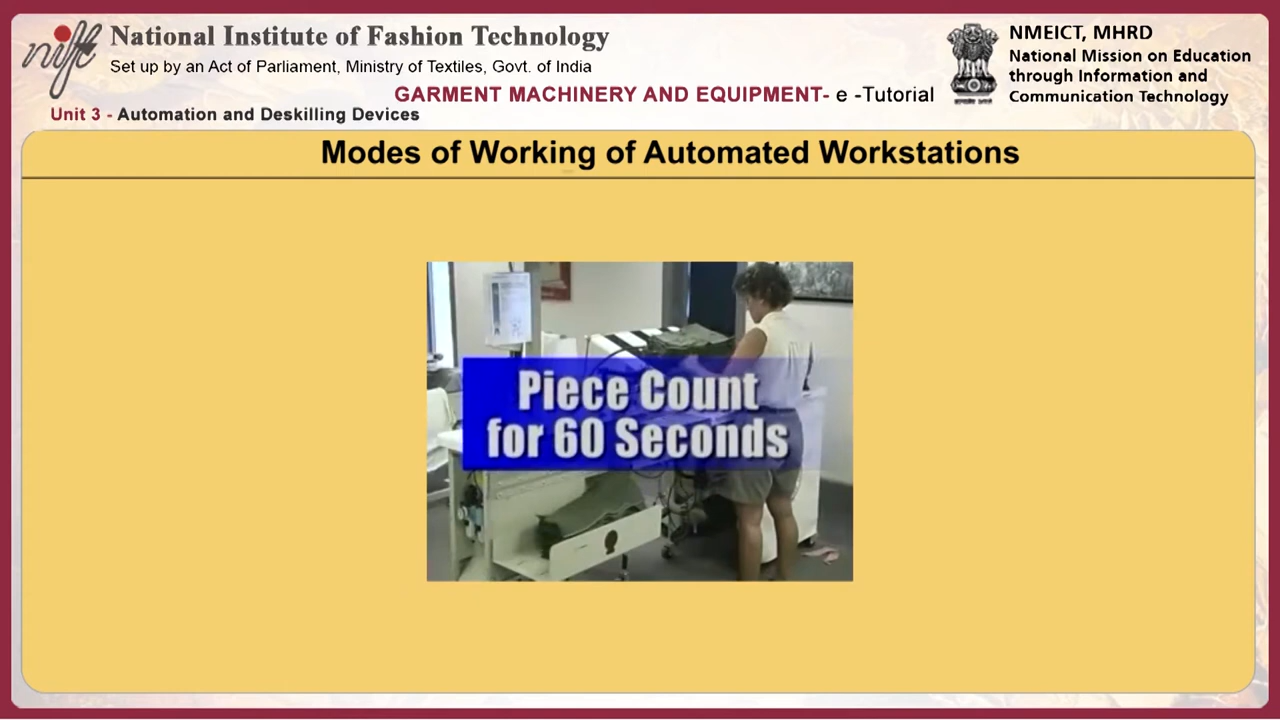 nift
National Institute of Fashion Technology
Set up by an Act of Parliament, Ministry of Textiles, Govt. of India
NMEICT, MHRD
National Mission on Education
through Information and
Communication Technology
GARMENT MACHINERY AND EQUIPMENT- e -Tutorial
Unit 3 - Automation and Deskilling Devices
Modes of Working of Automated Workstations
Piece Count
for 60 Seconds